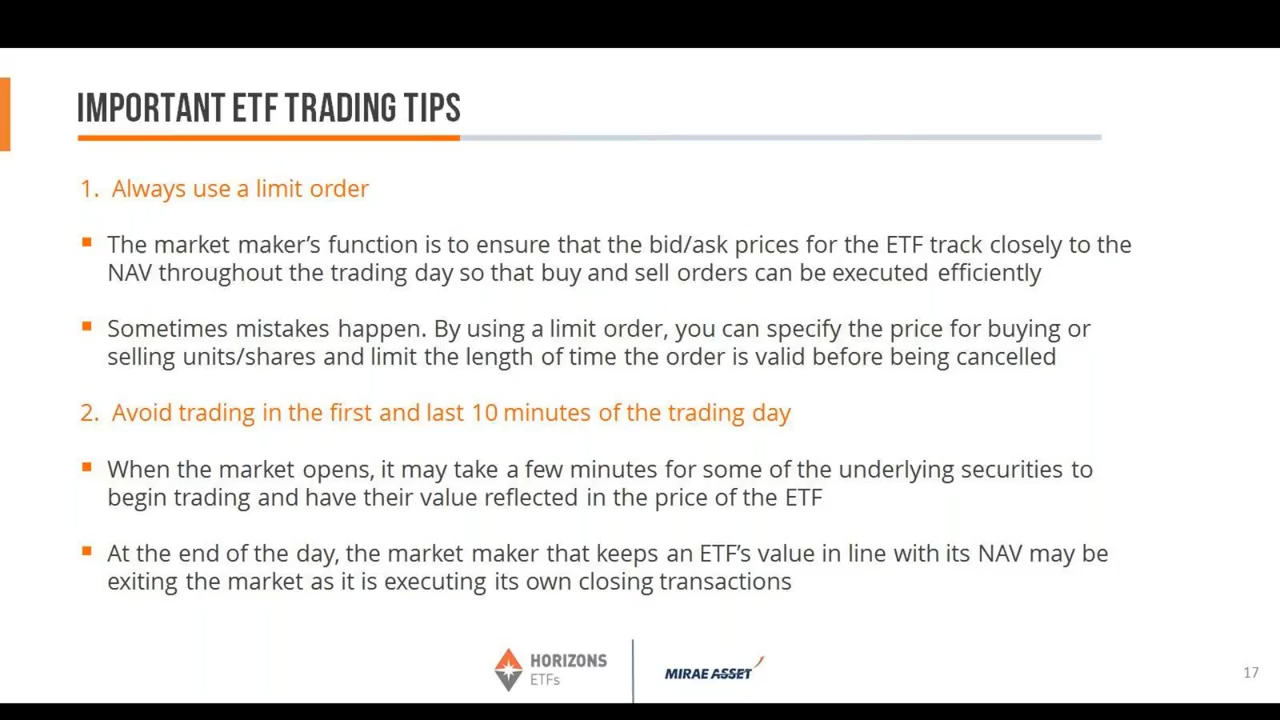 IMPORTANT ETF TRADING TIPS
1. Always use a limit order
▪ The market maker's function is to ensure that the bid/ask prices for the ETF track closely to the
NAV throughout the trading day so that buy and sell orders can be executed efficiently
▪ Sometimes mistakes happen. By using a limit order, you can specify the price for buying or
selling units/shares and limit the length of time the order is valid before being cancelled
2. Avoid trading in the first and last 10 minutes of the trading day
▪ When the market opens, it may take a few minutes for some of the underlying securities to
begin trading and have their value reflected in the price of the ETF
▪ At the end of the day, the market maker that keeps an ETF's value in line with its NAV may be
exiting the market as it is executing its own closing transactions
HORIZONS
ETFs
MIRAE ASSET
17